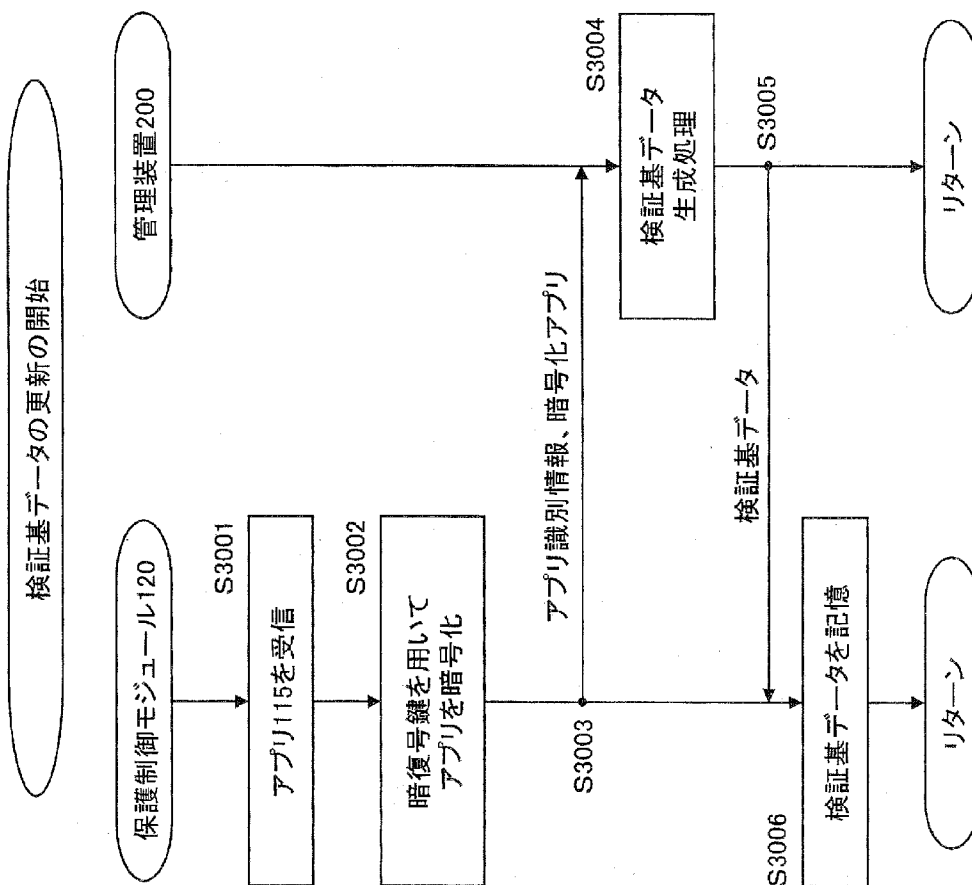 検証基データの更新の開始
保護制御モジュール120
管理装置200
S3001
アプリ115を受信
S3002
暗復号鍵を用いて
アプリを暗号化
S3003
アプリ識別情報、暗号化アプリ
S3004
検証基データ
生成処理
S3005
検証基データ
S3006
検証基データを記憶
リターン
リターン